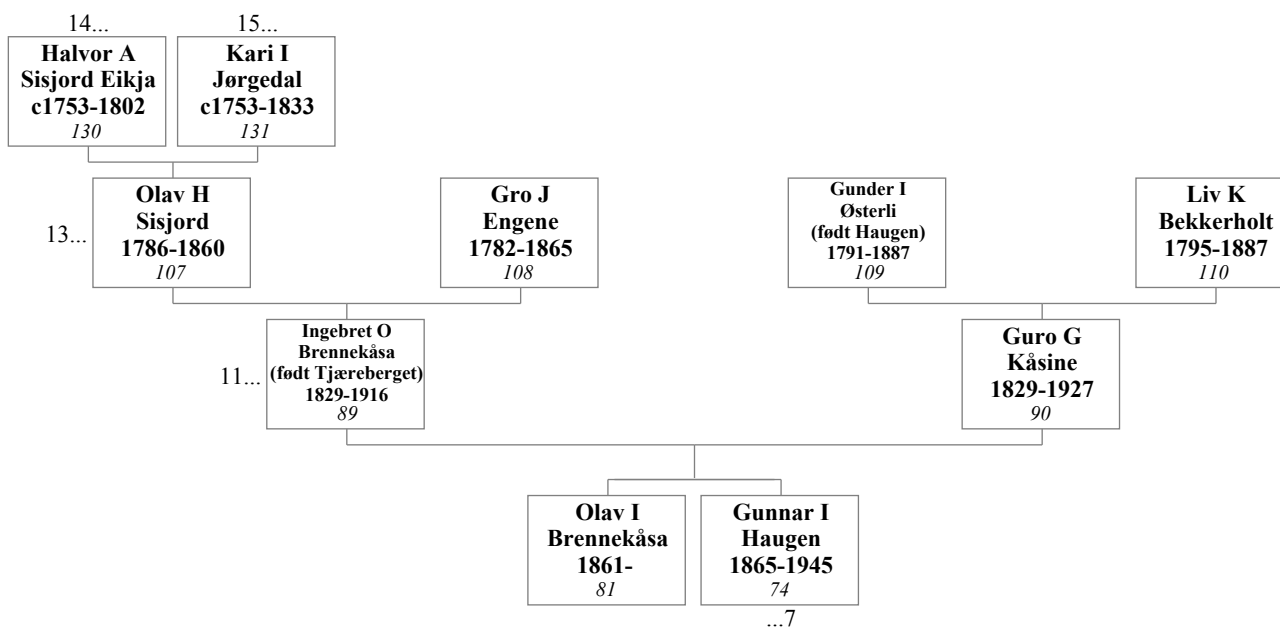 14...
15...
Halvor A
Sisjord Eikja
c1753-1802
130
Kari I
Jørgedal
c1753-1833
131
13...
Olav H
Sisjord
1786-1860
107
Gro J
Engene
1782-1865
108
Gunder I
Østerli
(født Haugen)
1791-1887
109
Liv K
Bekkerholt
1795-1887
110
11...
Ingebret O
Brennekåsa
(født Tjæreberget)
1829-1916
89
Guro G
Kåsine
1829-1927
90
Olav I
Brennekåsa
1861-
81
Gunnar I
Haugen
1865-1945
74
...7